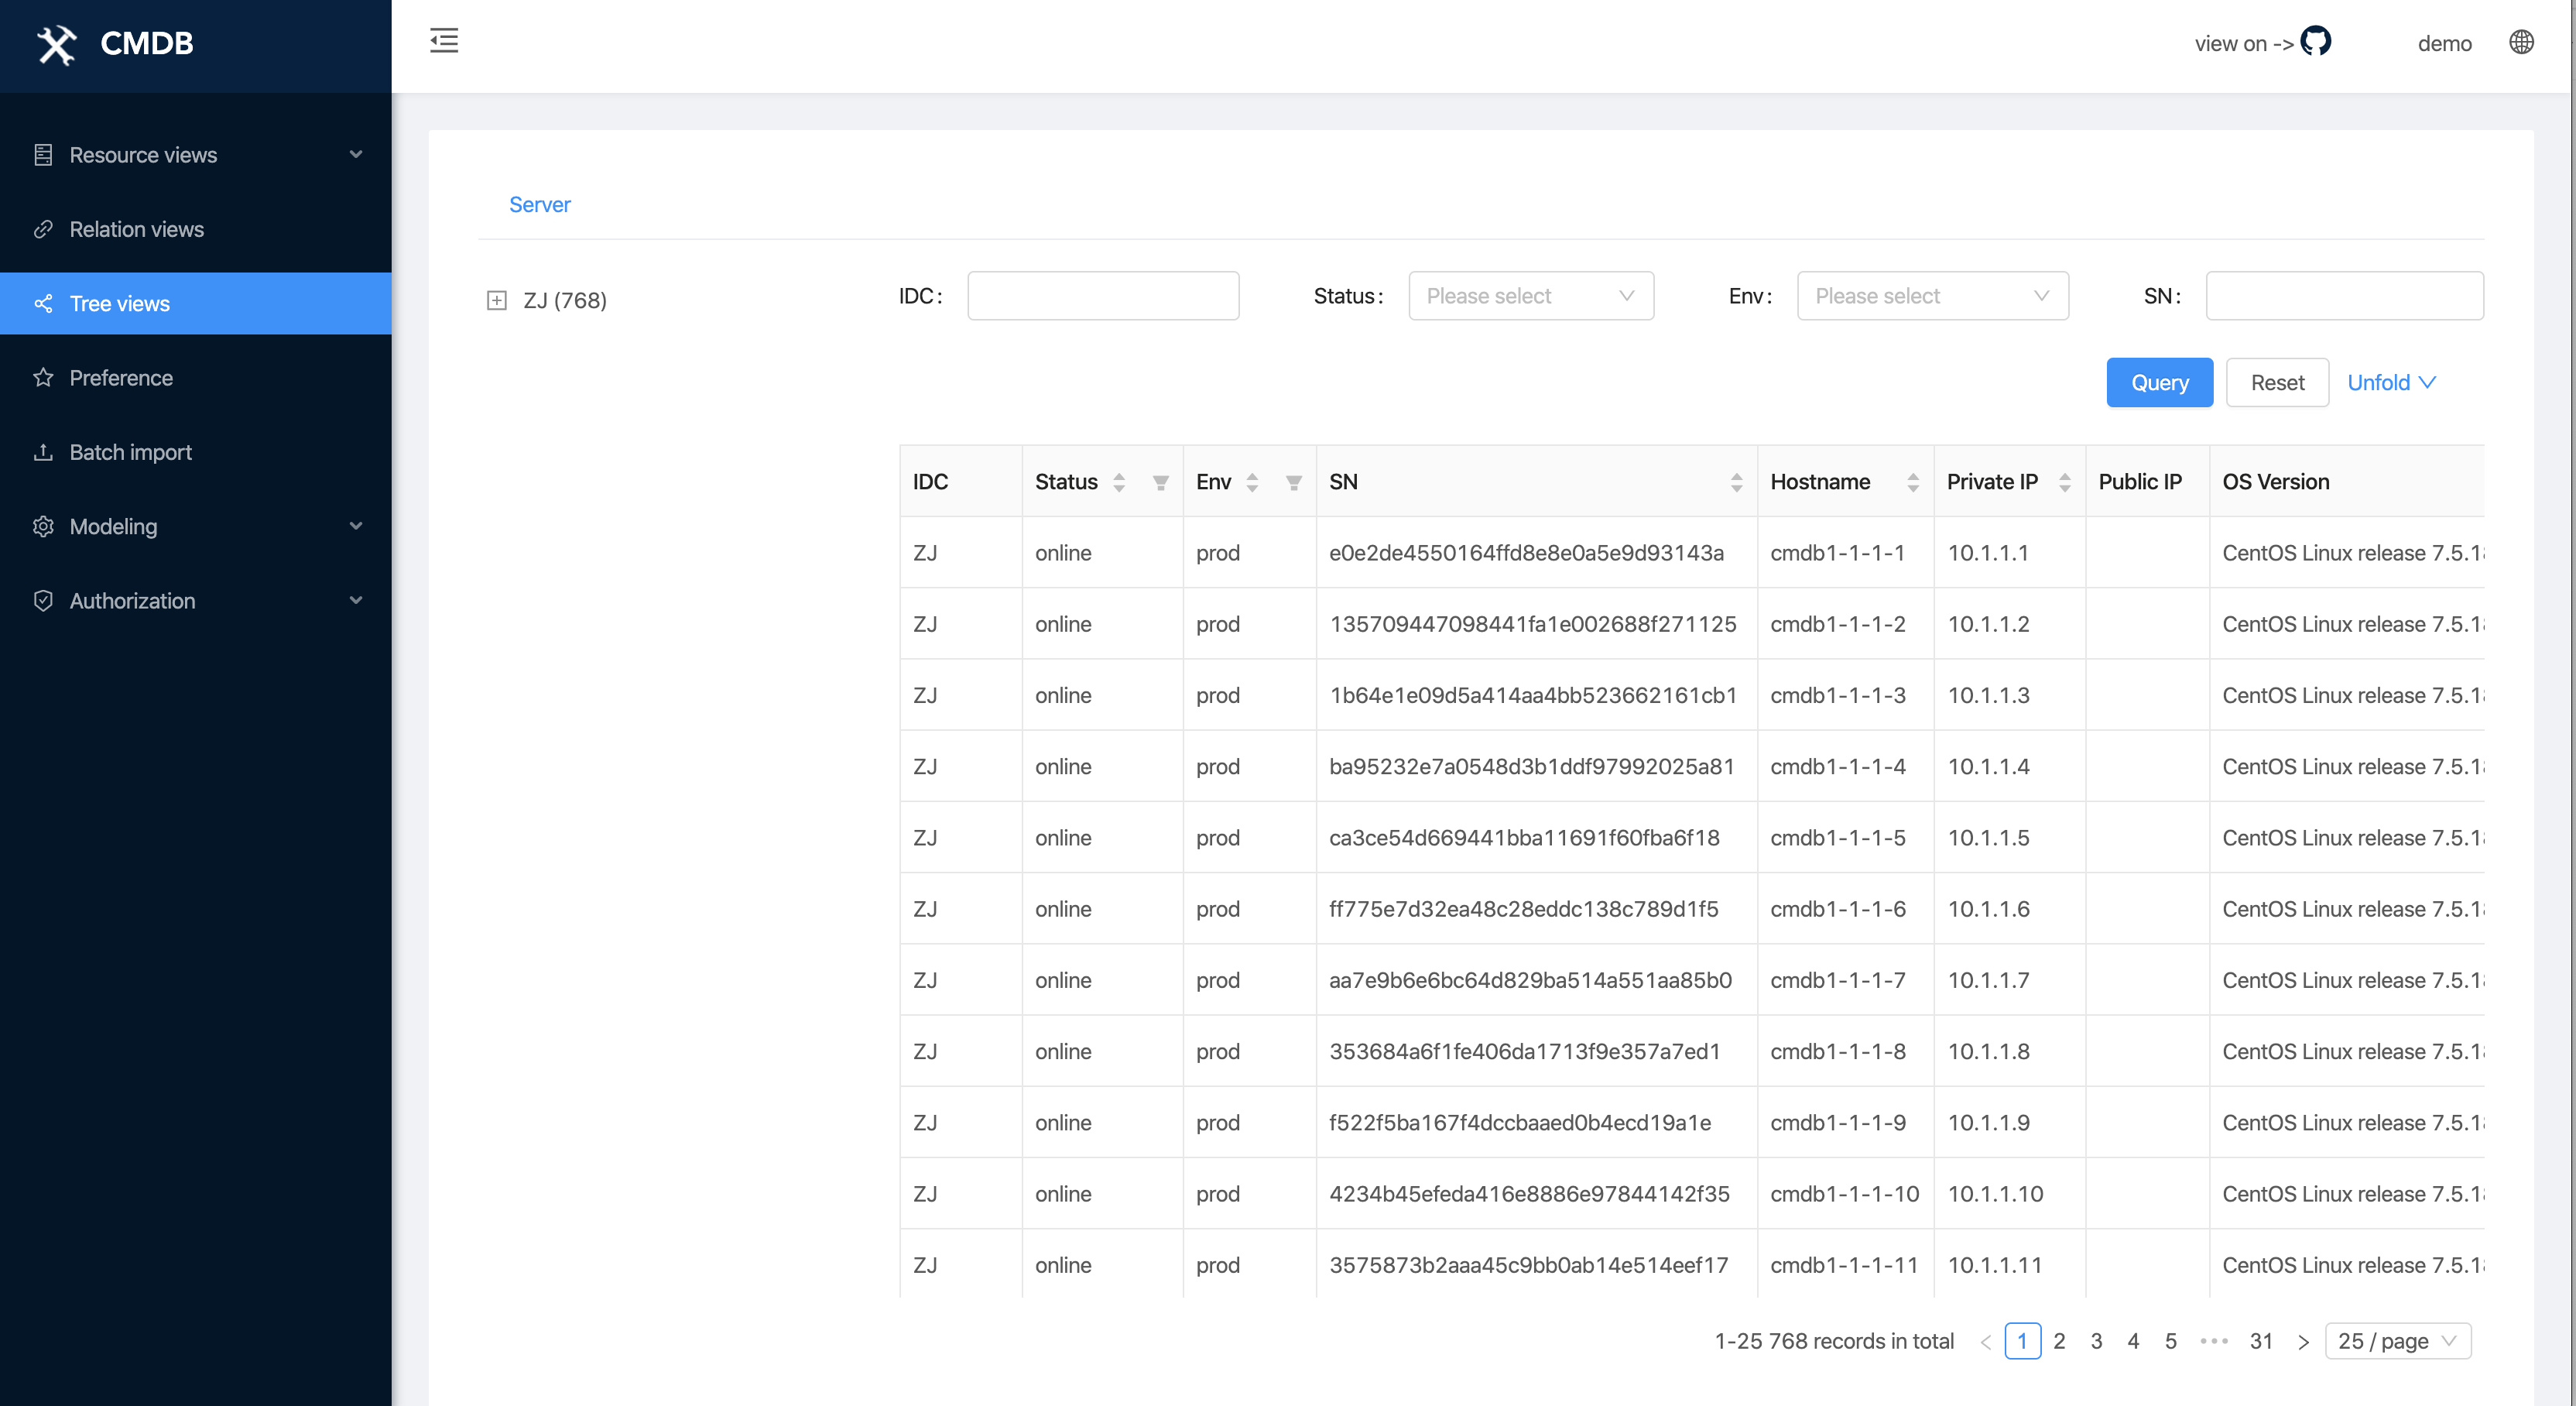 CMDB
view on -> demo
Resource views
Relation views
Tree views
Preference
Batch import
Modeling
Authorization
Server
ZJ (768)
IDC: Status: Please select Env: Please select SN:
Query Reset Unfold
IDC Status Env SN Hostname Private IP Public IP OS Version
ZJ online prod e0e2de4550164ffd8e8e0a5e9d93143a cmdb1-1-1-1 10.1.1.1 CentOS Linux release 7.5.18
ZJ online prod 135709447098441fa1e002688f271125 cmdb1-1-1-2 10.1.1.2 CentOS Linux release 7.5.18
ZJ online prod 1b64e1e09d5a414aa4bb523662161cb1 cmdb1-1-1-3 10.1.1.3 CentOS Linux release 7.5.18
ZJ online prod ba95232e7a0548d3b1ddf97992025a81 cmdb1-1-1-4 10.1.1.4 CentOS Linux release 7.5.18
ZJ online prod ca3ce54d669441bba11691f60fba6f18 cmdb1-1-1-5 10.1.1.5 CentOS Linux release 7.5.18
ZJ online prod ff775e7d32ea48c28eddc138c789d1f5 cmdb1-1-1-6 10.1.1.6 CentOS Linux release 7.5.18
ZJ online prod aa7e9b6e6bc64d829ba514a551aa85b0 cmdb1-1-1-7 10.1.1.7 CentOS Linux release 7.5.18
ZJ online prod 353684a6f1fe406da1713f9e357a7ed1 cmdb1-1-1-8 10.1.1.8 CentOS Linux release 7.5.18
ZJ online prod f522f5ba167f4dccbaaed0b4ecd19a1e cmdb1-1-1-9 10.1.1.9 CentOS Linux release 7.5.18
ZJ online prod 4234b45efeda416e8886e97844142f35 cmdb1-1-1-10 10.1.1.10 CentOS Linux release 7.5.18
ZJ online prod 3575873b2aaa45c9bb0ab14e514eef17 cmdb1-1-1-11 10.1.1.11 CentOS Linux release 7.5.18
1-25 768 records in total < 1 2 3 4 5 ••• 31 > 25 / page